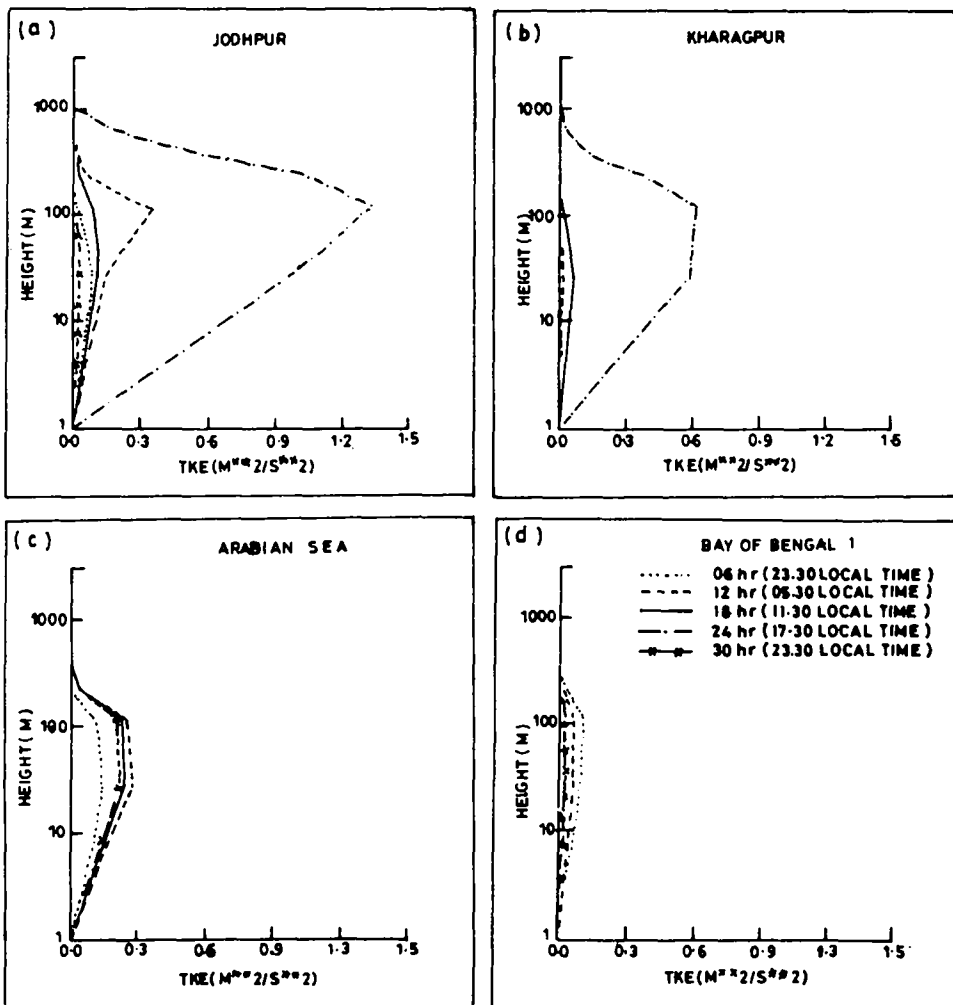 (a)
JODHPUR
1000
100
10
1
HEIGHT (M)
0.0 0.3 0.6 0.9 1.2 1.5
TKE (M**2/S**2)
(b)
KHARAGPUR
1000
100
10
1
HEIGHT (M)
0.0 0.3 0.6 0.9 1.2 1.5
TKE (M**2/S**2)
(c)
ARABIAN SEA
1000
100
10
1
HEIGHT (M)
0.0 0.3 0.6 0.9 1.3 1.5
TKE (M**2/S**2)
(d)
BAY OF BENGAL 1
06 hr (23.30 LOCAL TIME)
12 hr (05.30 LOCAL TIME)
18 hr (11.30 LOCAL TIME)
24 hr (17.30 LOCAL TIME)
30 hr (23.30 LOCAL TIME)
1000
100
10
1
HEIGHT (M)
0.0 0.3 0.6 0.9 1.2 1.5
TKE (M**2/S**2)